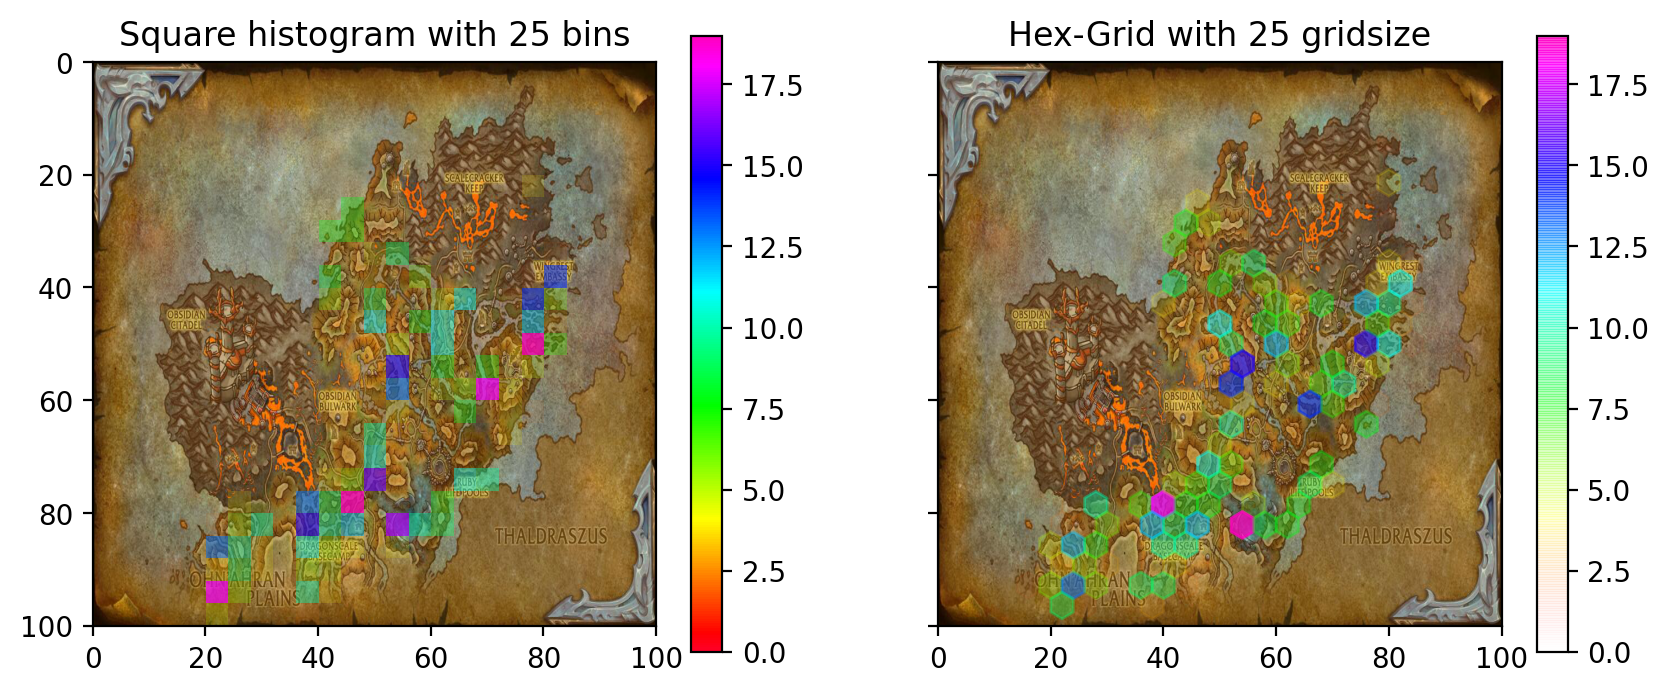 Square histogram with 25 bins
0
20
40
60
80
100
0
20
40
60
80
100
SCALECRACKER
KEEP
WINGREST
EMBASSY
OBSIDIAN
CITADEL
OBSIDIAN
BULWARK
RUBY
LIFEPOOLS
DRAGONSCALE
BASECAMP
THALDRASZUS
OHN'AHRAN
PLAINS
17.5
15.0
12.5
10.0
7.5
5.0
2.5
0.0
Hex-Grid with 25 gridsize
0
20
40
60
80
100
SCALECRACKER
KEEP
WINGREST
EMBASSY
OBSIDIAN
CITADEL
OBSIDIAN
BULWARK
RUBY
LIFEPOOLS
DRAGONSCALE
BASECAMP
THALDRASZUS
OHN'AHRAN
PLAINS
17.5
15.0
12.5
10.0
7.5
5.0
2.5
0.0